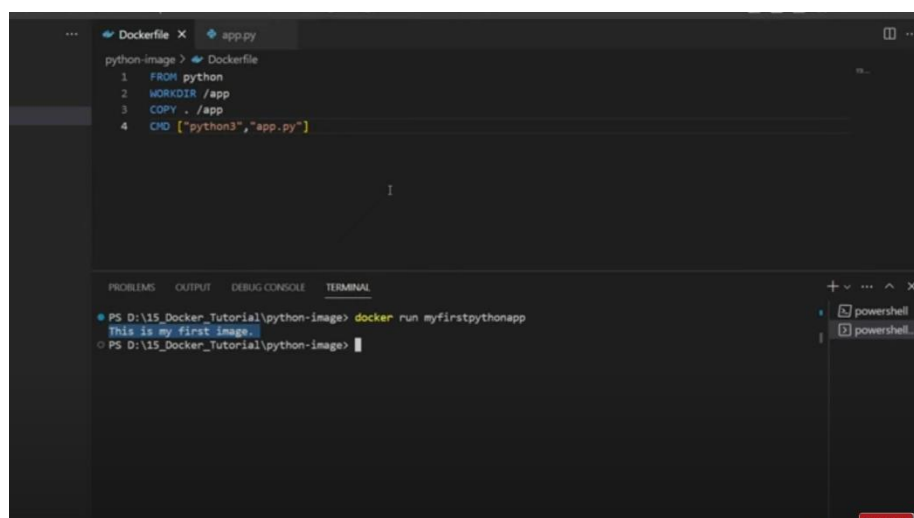 Dockerfile
app.py
python-image > Dockerfile
1 FROM python
2 WORKDIR /app
3 COPY . /app
4 CMD ["python3","app.py"]
PROBLEMS OUTPUT DEBUG CONSOLE TERMINAL
PS D:\15_Docker_Tutorial\python-image> docker run myfirstpythonapp
This is my first image.
PS D:\15_Docker_Tutorial\python-image>
powershell
powershell...